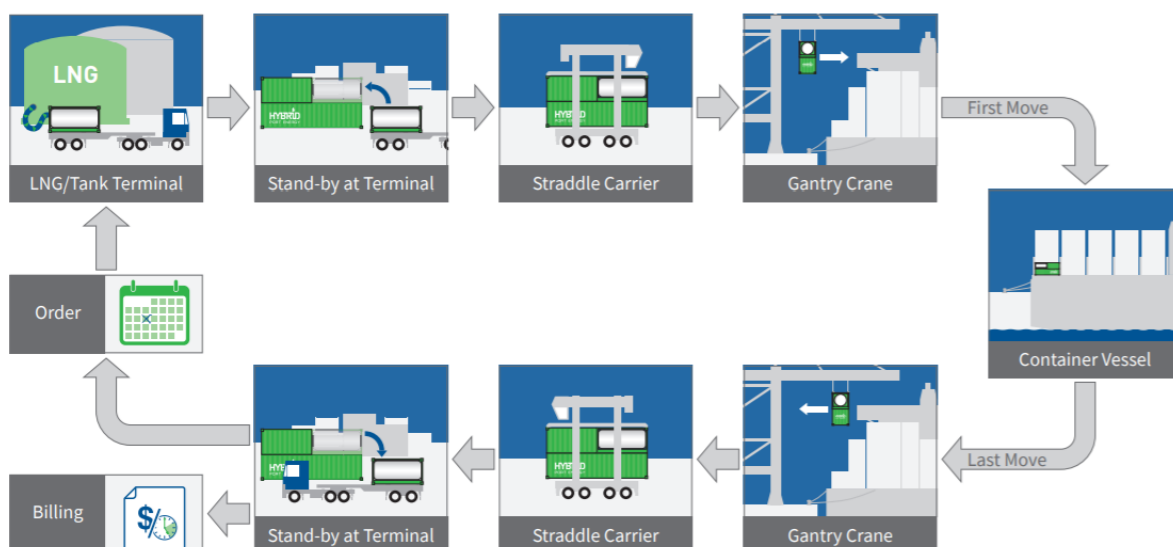 LNG
HYBRID
HYBRID
LNG/Tank Terminal
Stand-by at Terminal
Straddle Carrier
Gantry Crane
First Move
Order
Container Vessel
HYBRID
HYBRID
Last Move
Billing
$/
Stand-by at Terminal
Straddle Carrier
Gantry Crane